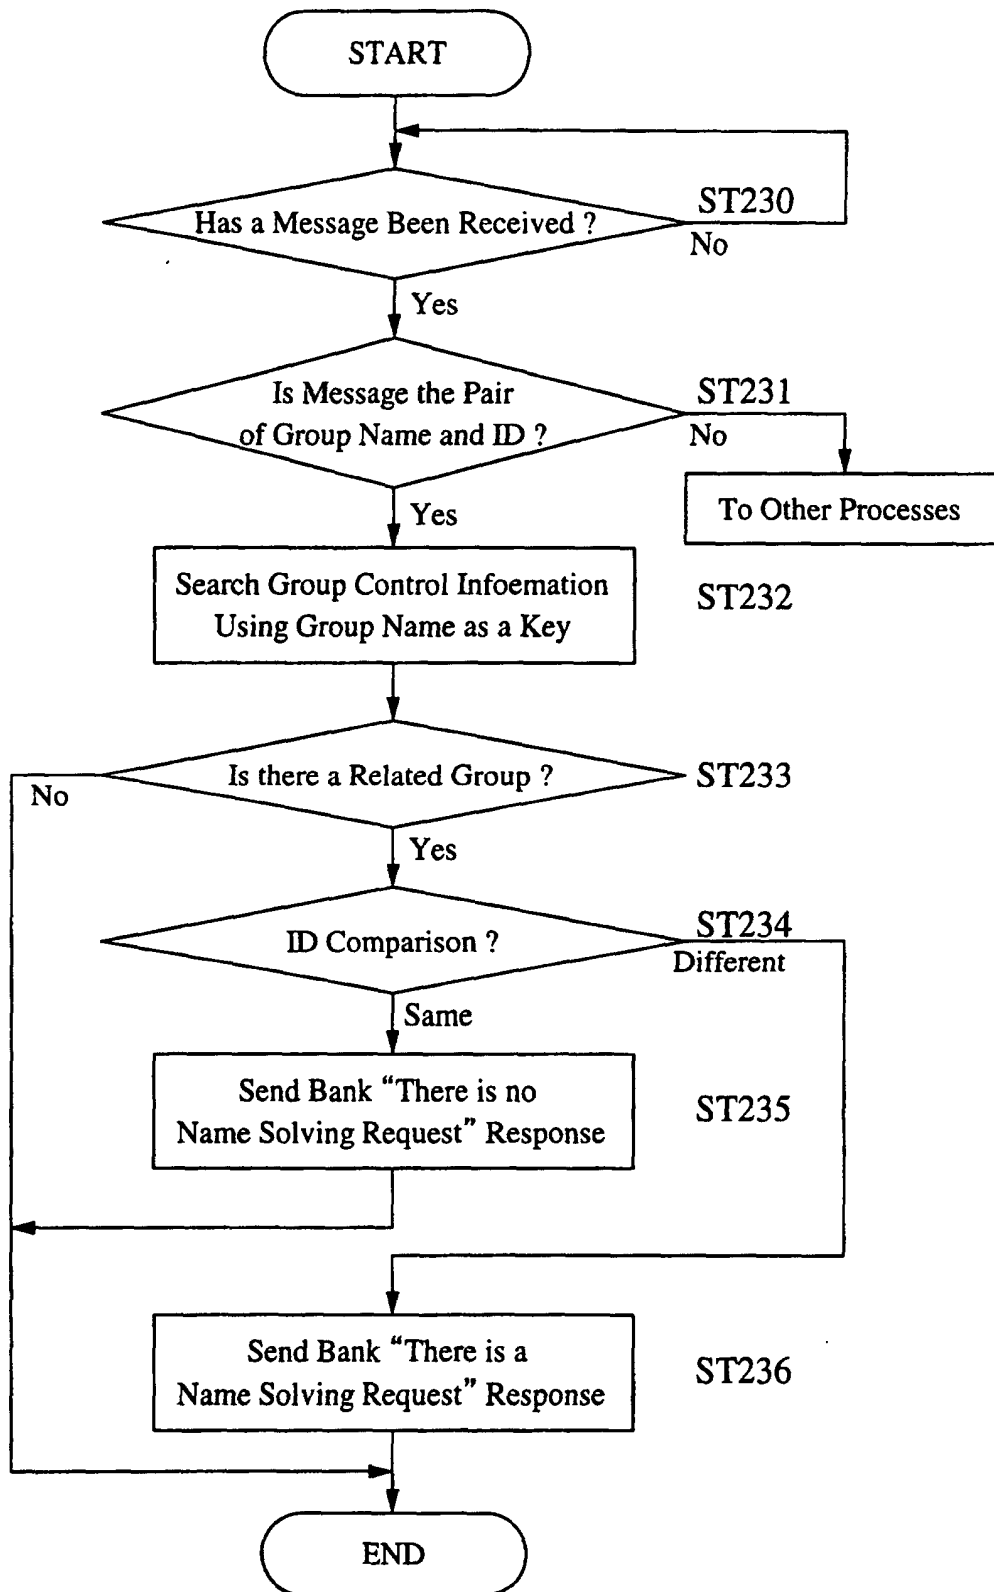 START
Has a Message Been Received ?
ST230
No
Yes
Is Message the Pair
of Group Name and ID ?
ST231
No
To Other Processes
Yes
Search Group Control Infoemation
Using Group Name as a Key
ST232
Is there a Related Group ?
ST233
No
Yes
ID Comparison ?
ST234
Different
Same
Send Bank “There is no
Name Solving Request” Response
ST235
Send Bank “There is a
Name Solving Request” Response
ST236
END